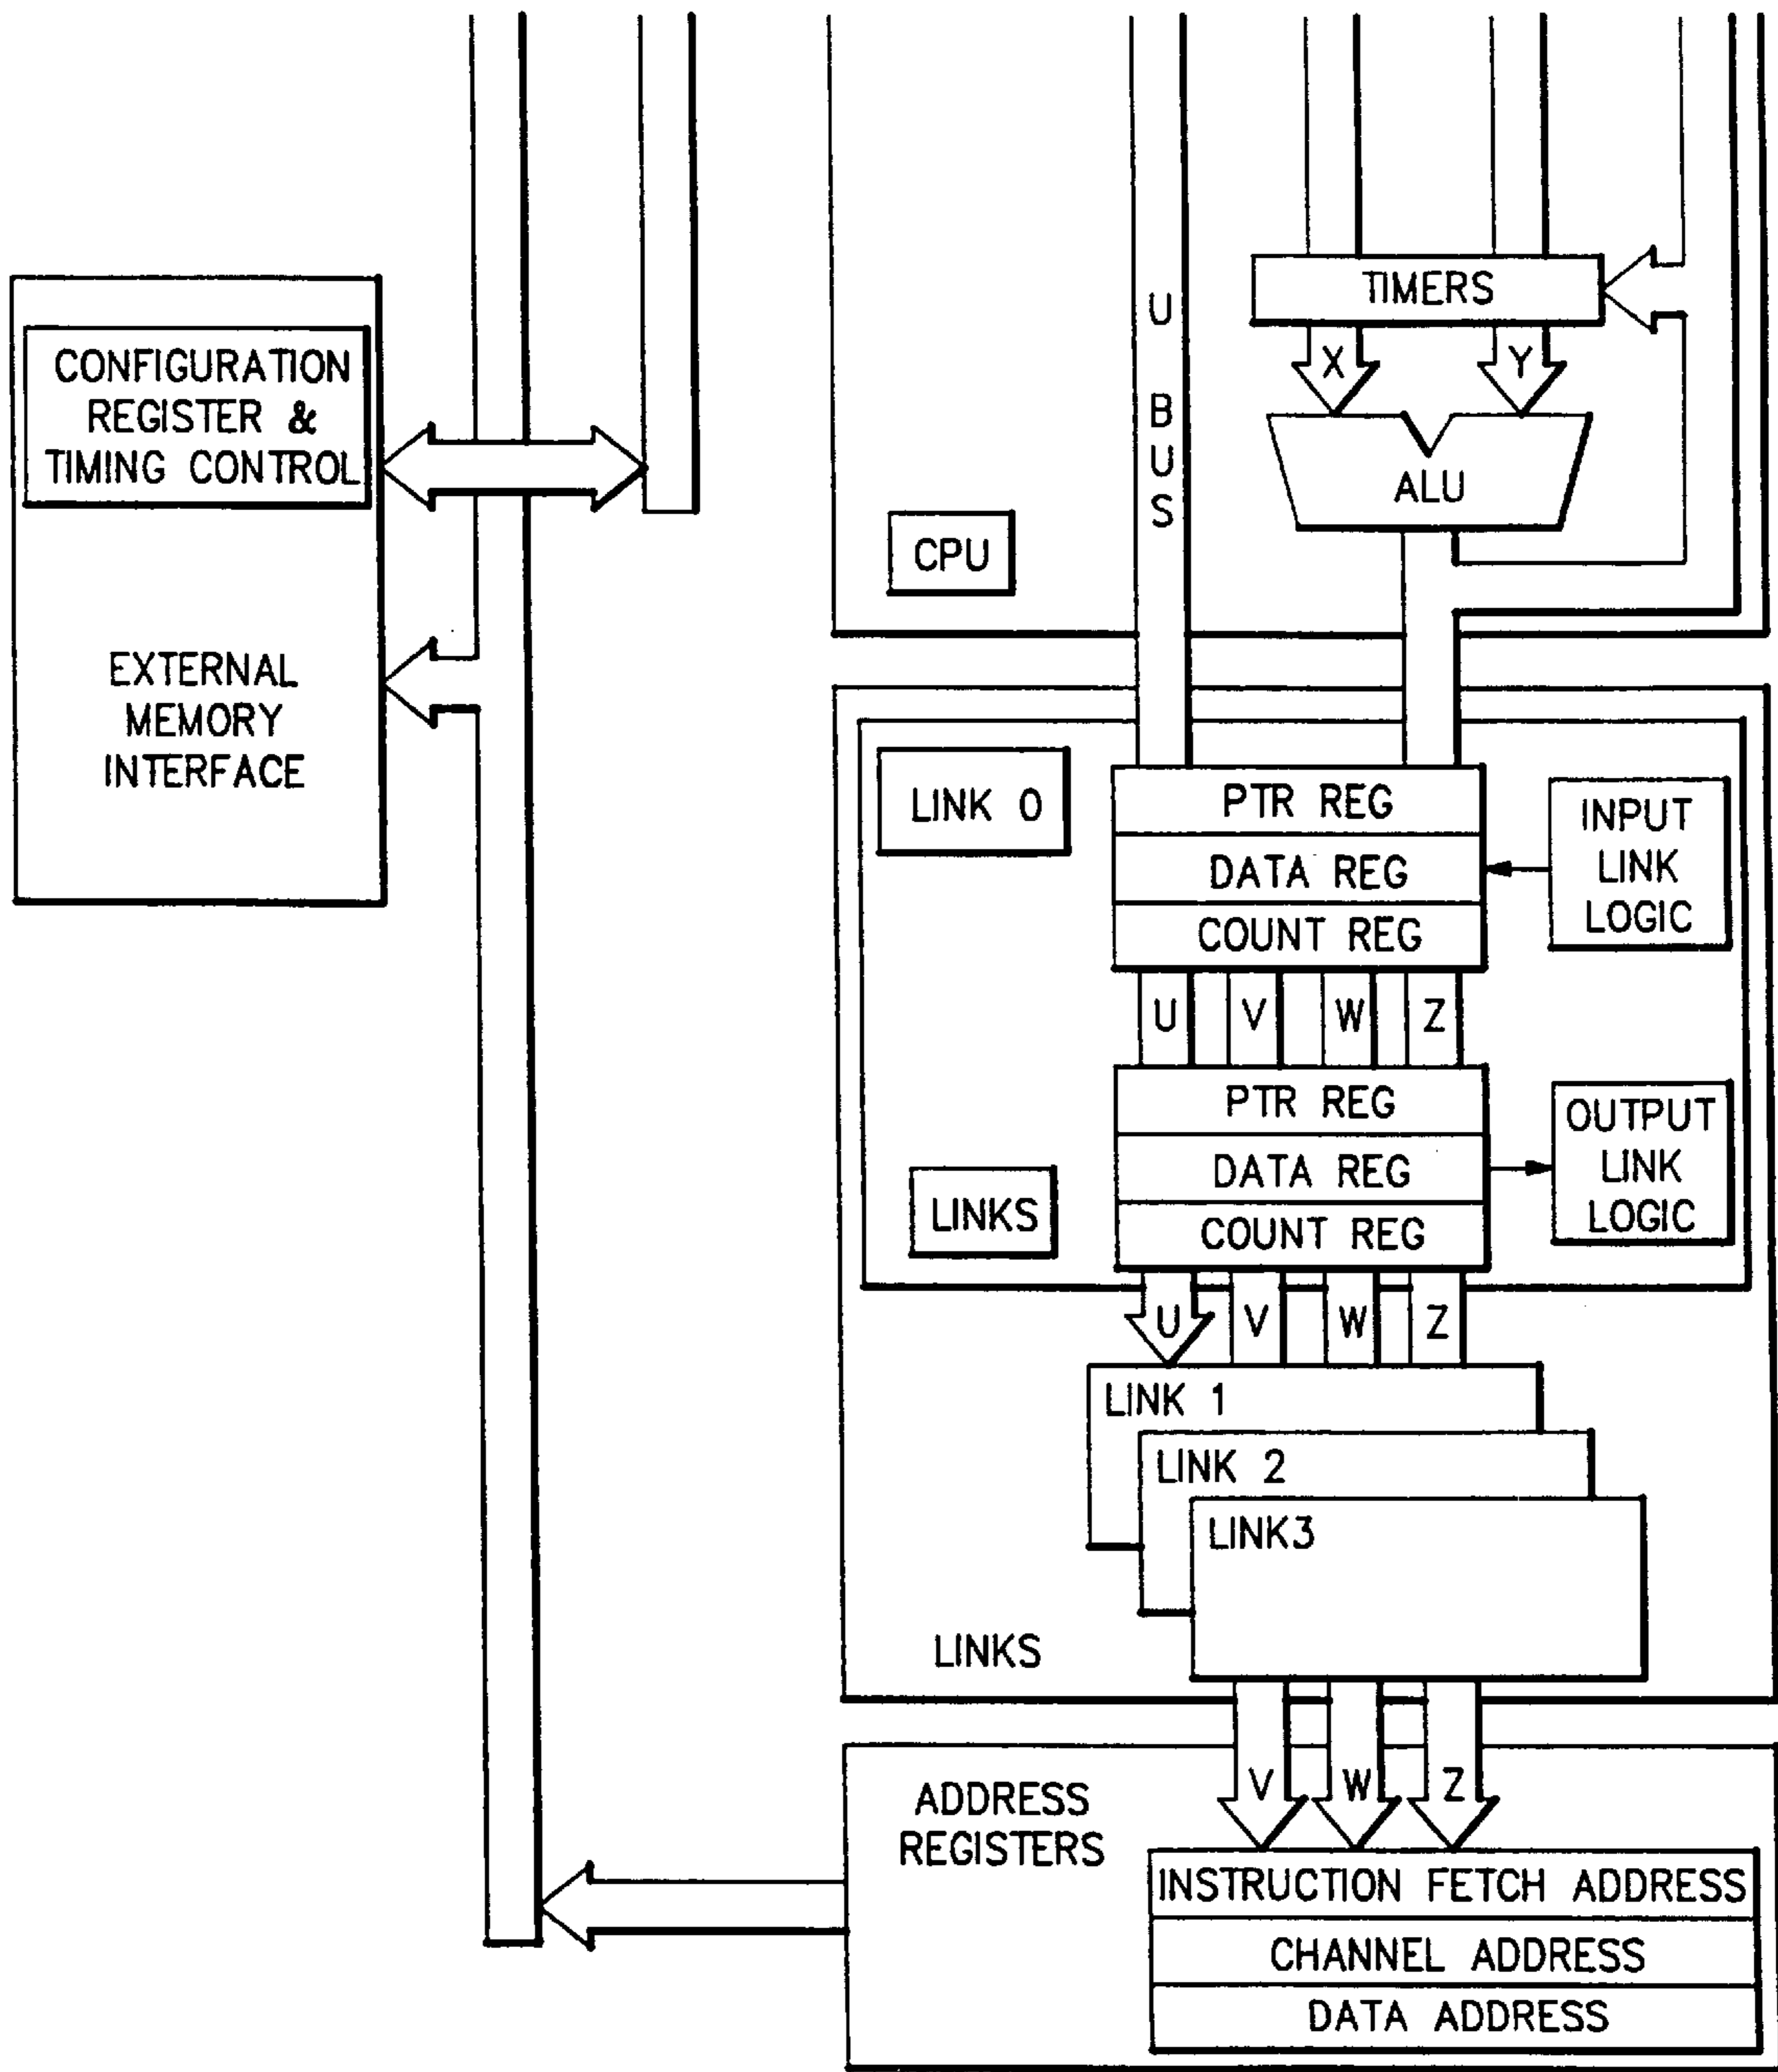 TIMERS
X Y
ALU
U BUS
CPU
CONFIGURATION
REGISTER &
TIMING CONTROL
EXTERNAL
MEMORY
INTERFACE
LINK 0
PTR REG
DATA REG
COUNT REG
INPUT
LINK
LOGIC
U V W Z
PTR REG
DATA REG
COUNT REG
OUTPUT
LINK
LOGIC
LINKS
U V W Z
LINK 1
LINK 2
LINK3
LINKS
V W Z
ADDRESS
REGISTERS
INSTRUCTION FETCH ADDRESS
CHANNEL ADDRESS
DATA ADDRESS